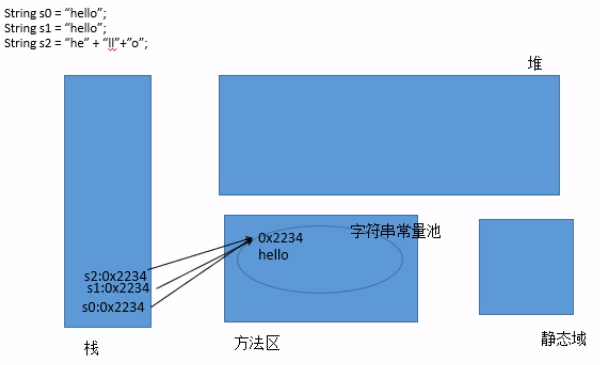 String s0 = “hello”;
String s1 = “hello”;
String s2 = “he” + “ll”+”o”;
堆
字符串常量池
0x2234
hello
s2:0x2234
s1:0x2234
s0:0x2234
栈
方法区
静态域